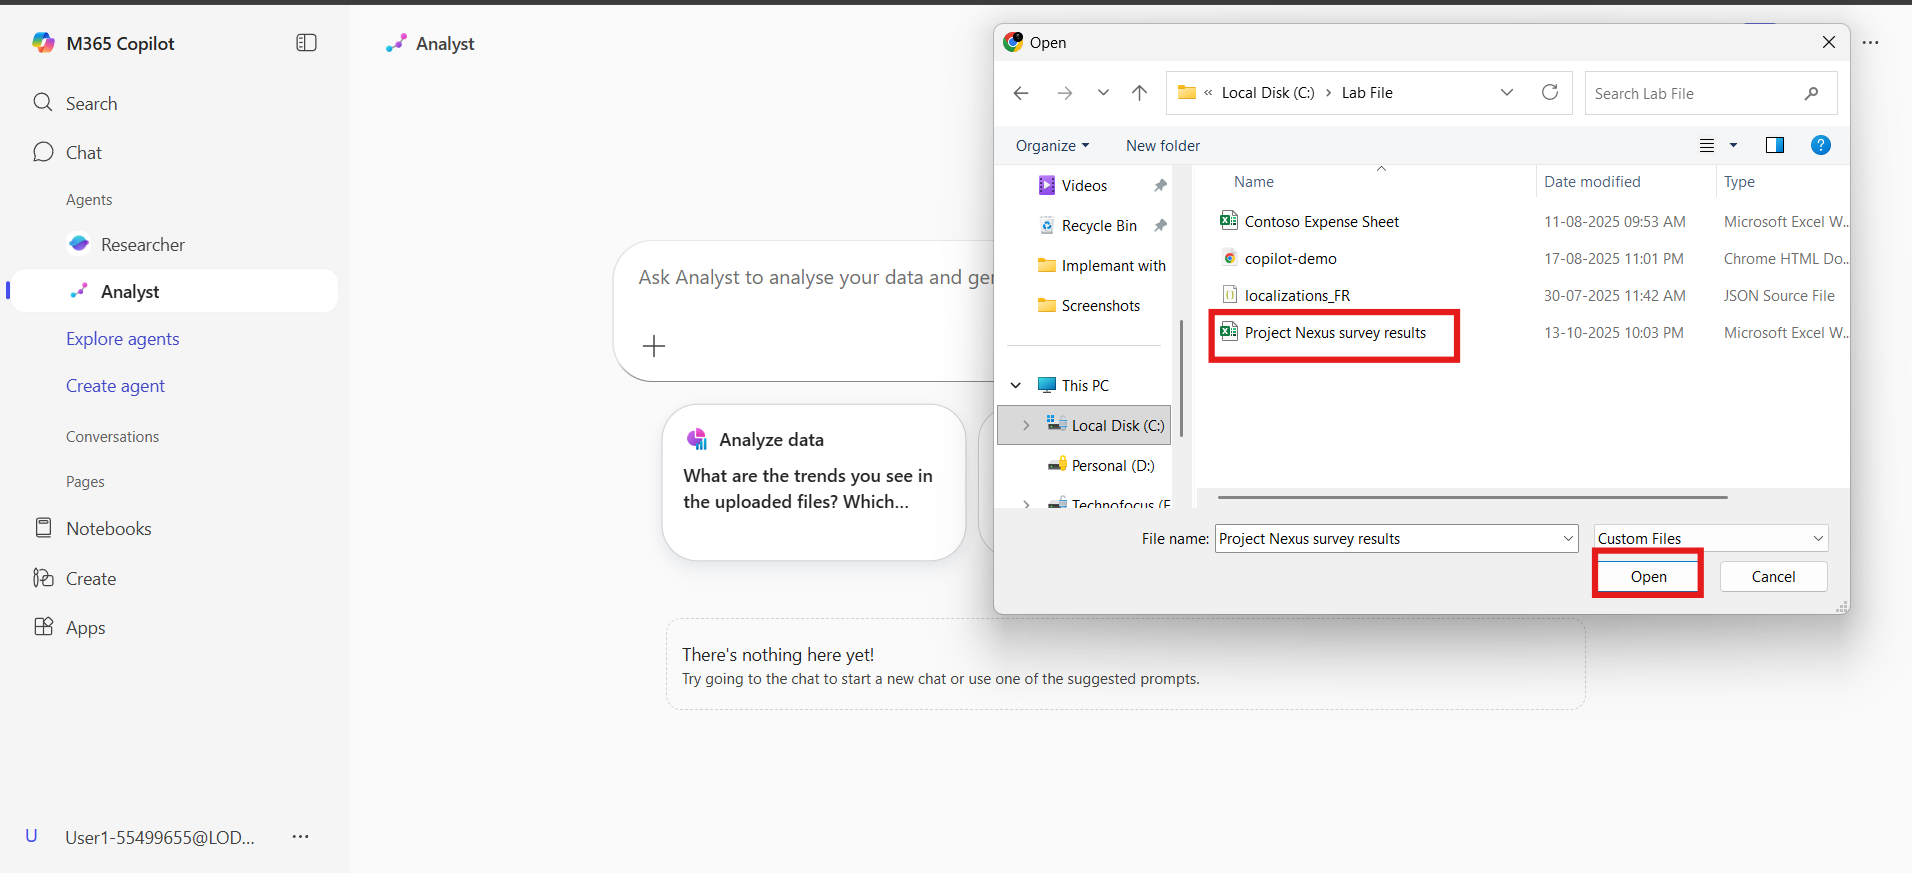 M365 Copilot
Search
Chat
Agents
Researcher
Analyst
Explore agents
Create agent
Conversations
Pages
Notebooks
Create
Apps
U User1-55499655@LOD...
Analyst
Ask Analyst to analyse your data and ge
Analyze data
What are the trends you see in
the uploaded files? Which...
There's nothing here yet!
Try going to the chat to start a new chat or use one of the suggested prompts.
Open
« Local Disk (C:) › Lab File
Search Lab File
Organize
New folder
?
Videos
Recycle Bin
Implemant with
Screenshots
This PC
Local Disk (C:)
Personal (D:)
Technofocus (E
Name Date modified Type
Contoso Expense Sheet 11-08-2025 09:53 AM Microsoft Excel W...
copilot-demo 17-08-2025 11:01 PM Chrome HTML Do...
localizations_FR 30-07-2025 11:42 AM JSON Source File
Project Nexus survey results 13-10-2025 10:03 PM Microsoft Excel W...
File name: Project Nexus survey results Custom Files
Open Cancel